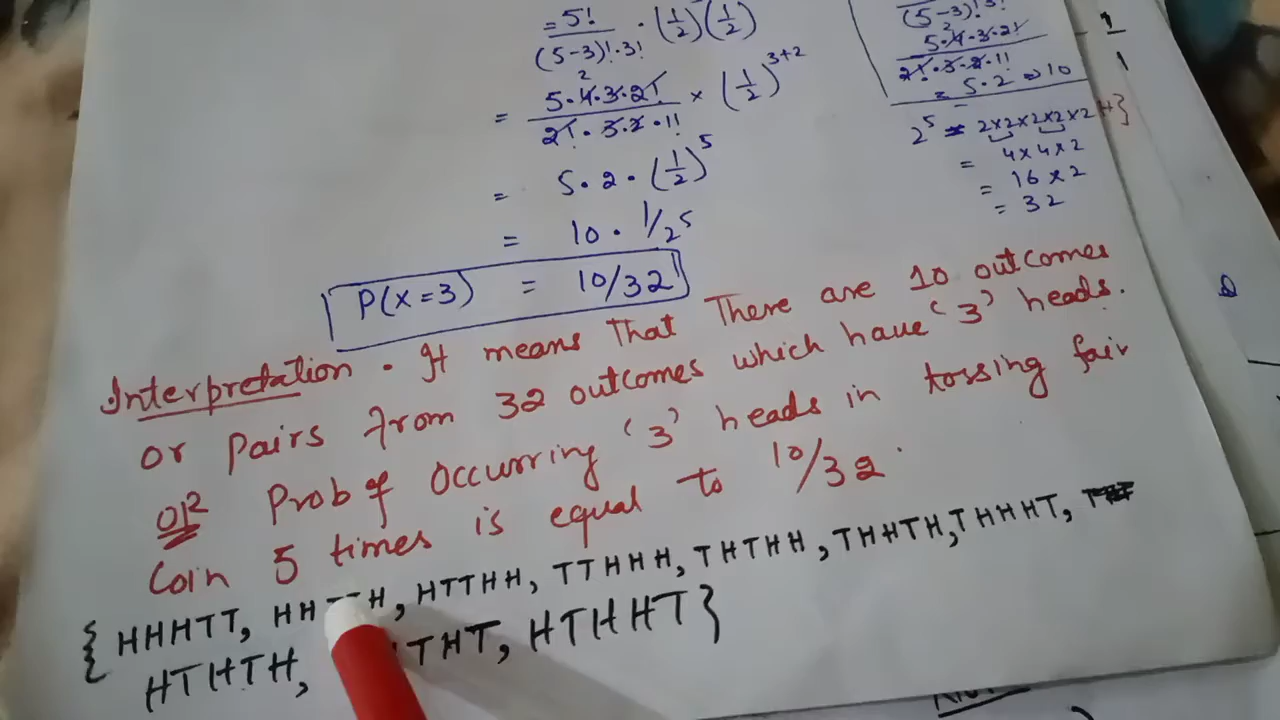 = 5! / (5-3)!·3! · (1/2)(1/2)
= 5·4·3·2! / 2!·3·2·1! × (1/2)^3+2
= 5·2·(1/2)^5
= 10·1/2^5
P(x=3) = 10/32
(5-3)!3!
5·4·3·2! / 2!·3·2·1!
= 5·2 = 10
2^5 = 2×2×2×2×2
= 4×4×2
= 16×2
= 32
H}
Interpretation. It means that There are 10 outcomes
or pairs from 32 outcomes which have '3' heads.
OR Prob of occurring '3' heads in tossing fair
Coin 5 times is equal to 10/32.
{HHHTT, HHTTH, HTTHH, TTHHH, THTHH, THHTH, THHHT,
HTHTH, THT, HTHHT}